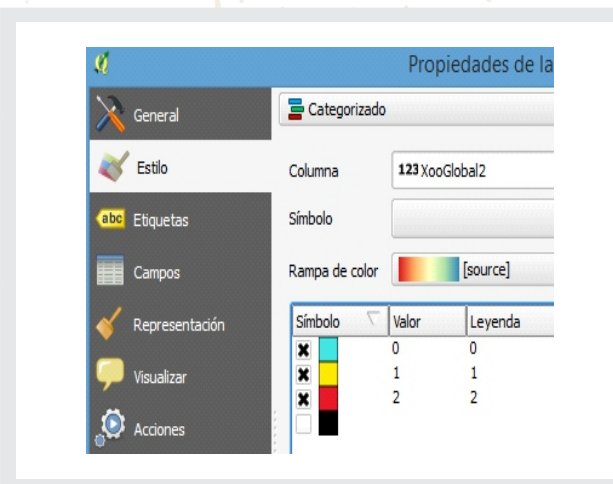 Propiedades de la
General
Categorizado
Estilo
Columna 123 XooGlobal2
abc Etiquetas
Símbolo
Campos
Rampa de color [source]
Representación
Símbolo Valor Leyenda
0 0
1 1
Visualizar
2 2
Acciones